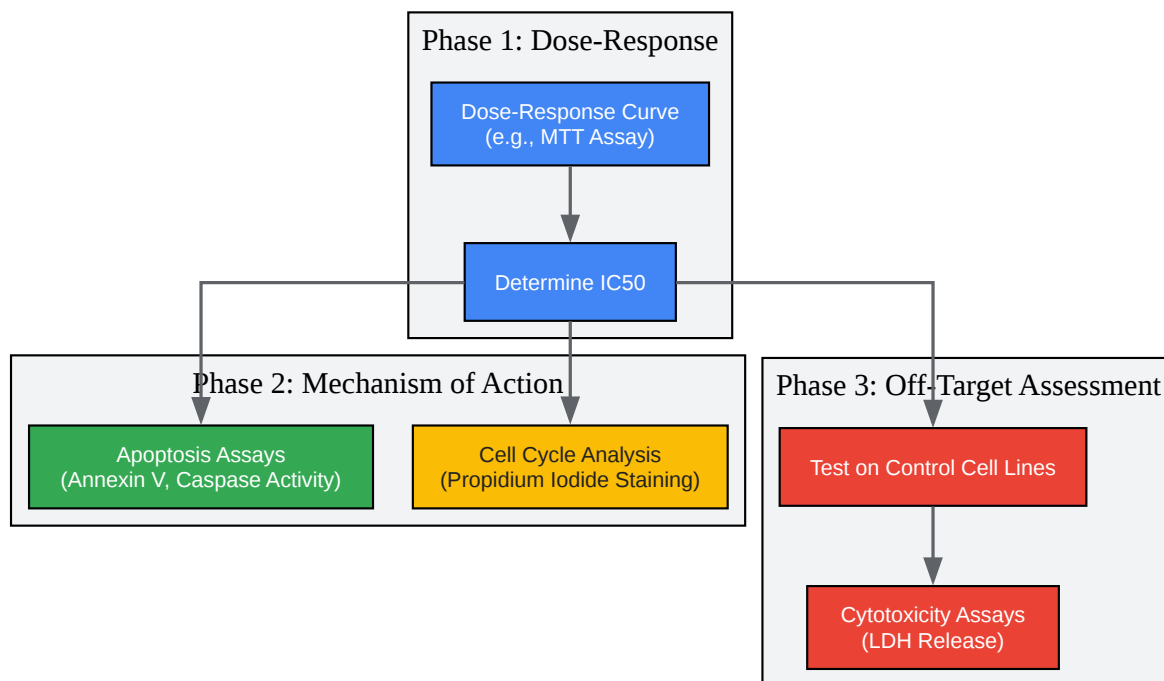 Phase 1: Dose-Response
Dose-Response Curve
(e.g., MTT Assay)
Determine IC50
Phase 2: Mechanism of Action
Apoptosis Assays
(Annexin V, Caspase Activity)
Cell Cycle Analysis
(Propidium Iodide Staining)
Phase 3: Off-Target Assessment
Test on Control Cell Lines
Cytotoxicity Assays
(LDH Release)